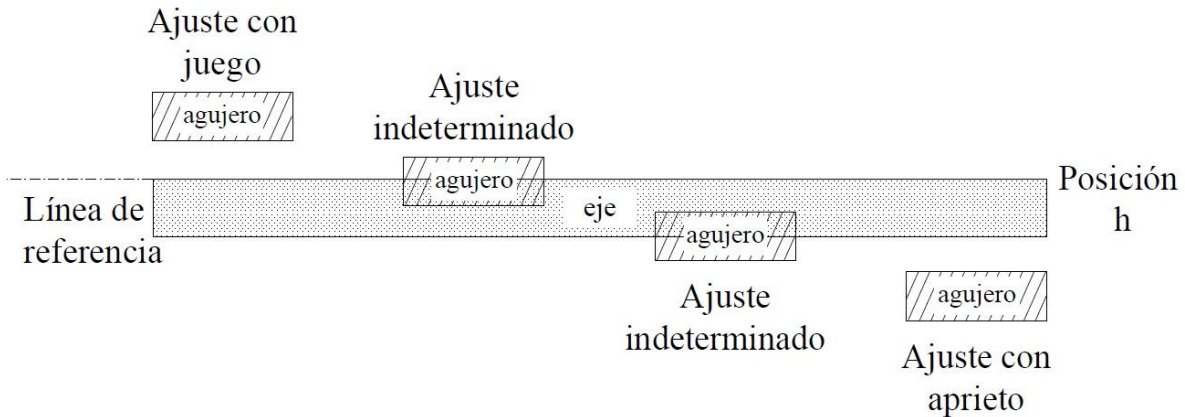 Ajuste con
juego
agujero
Ajuste
indeterminado
agujero
Línea de
referencia
eje
Posición
h
agujero
Ajuste
indeterminado
agujero
Ajuste con
aprieto